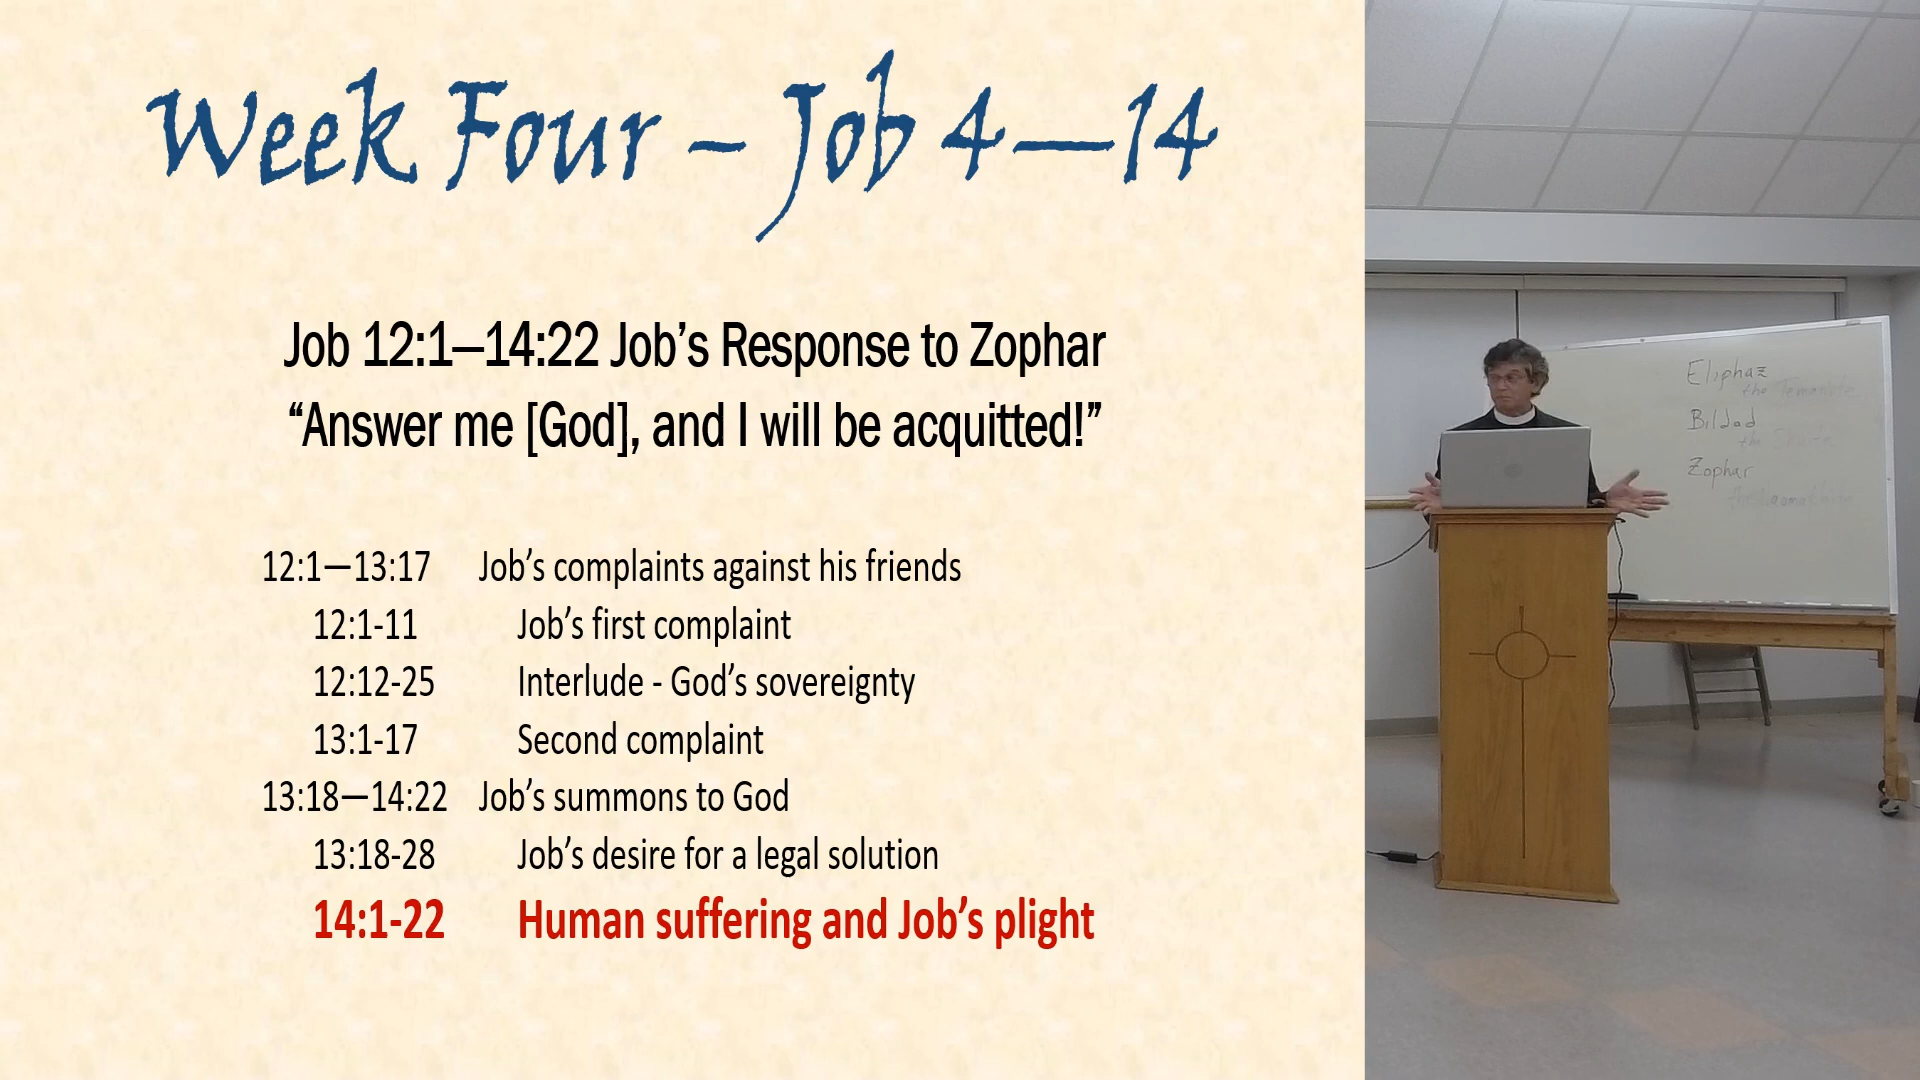 Week Four – Job 4—14
Job 12:1—14:22 Job’s Response to Zophar
“Answer me [God], and I will be acquitted!”
12:1—13:17 Job’s complaints against his friends
12:1-11 Job’s first complaint
12:12-25 Interlude - God’s sovereignty
13:1-17 Second complaint
13:18—14:22 Job’s summons to God
13:18-28 Job’s desire for a legal solution
14:1-22 Human suffering and Job’s plight
Eliphaz
the Temanite
Bildad
the
Zophar
the